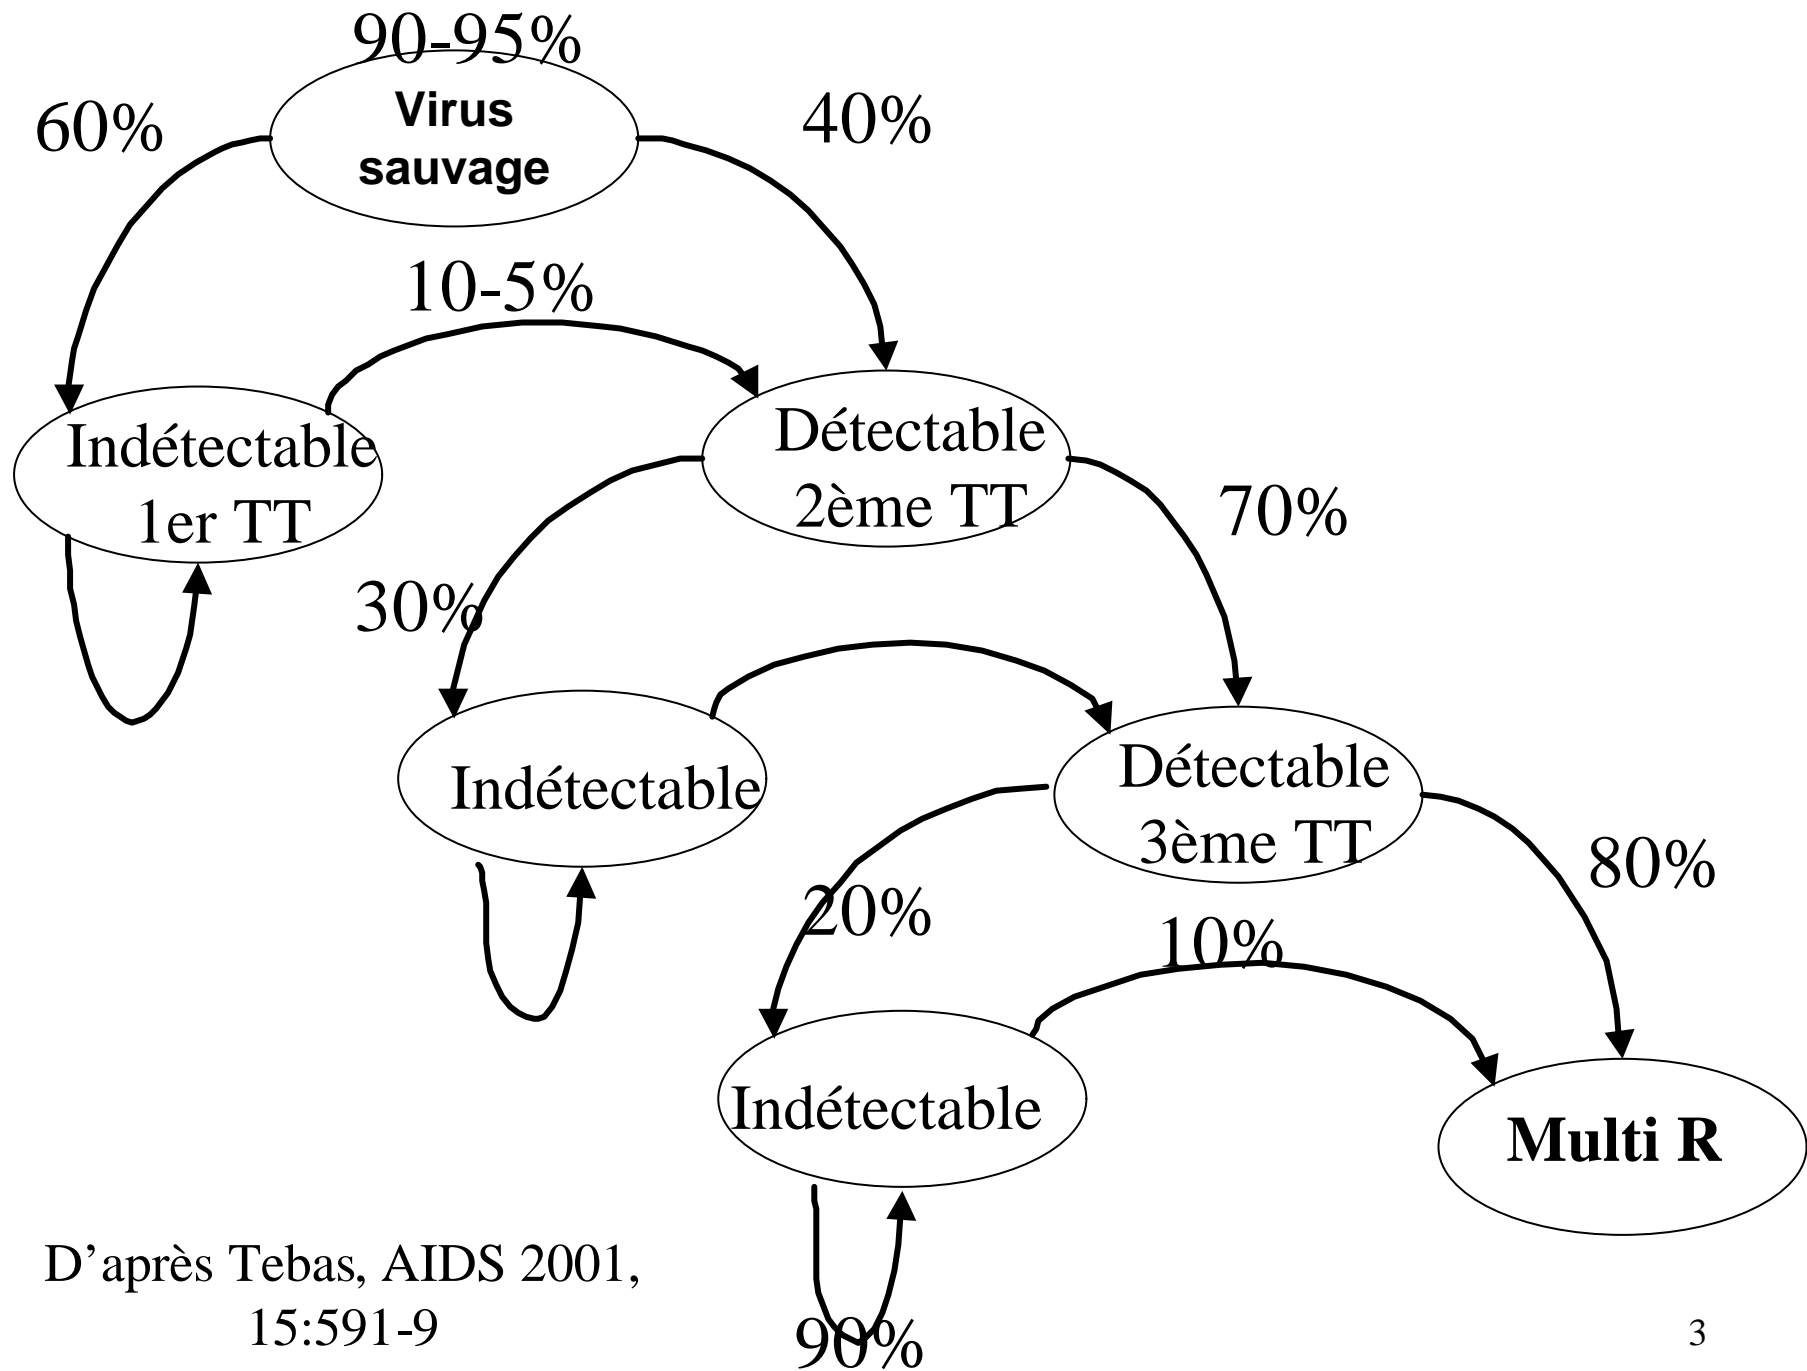 90-95%
60%
Virus
sauvage
40%
10-5%
Indétectable
1er TT
Détectable
2ème TT
70%
30%
Indétectable
Détectable
3ème TT
80%
20%
10%
Indétectable
Multi R
D’après Tebas, AIDS 2001,
15:591-9
90%
3